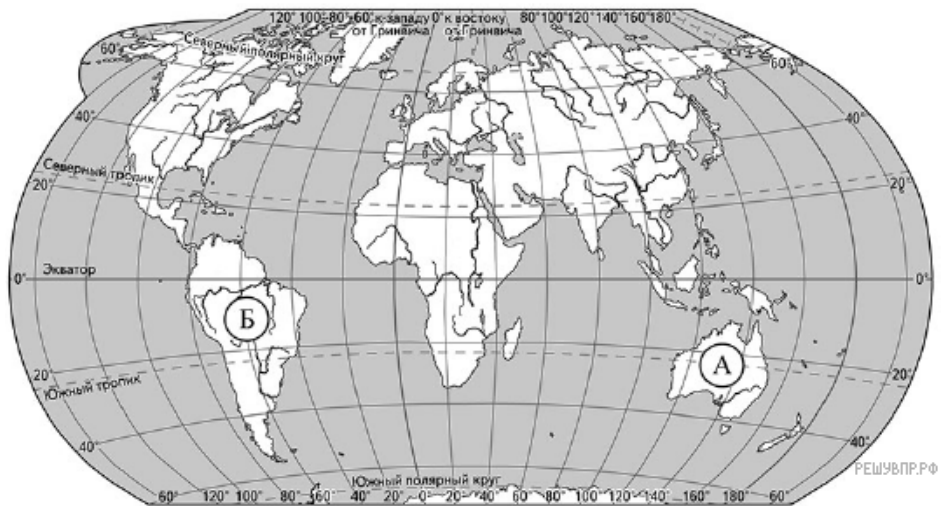 120° 100° 80° 60° к западу 0° к востоку 80° 100° 120° 140° 160° 180°
от Гринвича от Гринвича
Северный полярный круг
60° 60°
40° 40°
Северный тропик
20° 20°
Экватор
0° 0°
Б
А
20° 20°
Южный тропик
40° 40°
РЕШУВПР.РФ
Южный полярный круг
60° 120° 100° 80° 60° 40° 20° 0° 20° 40° 60° 80° 100° 120° 140° 160° 180° 60°